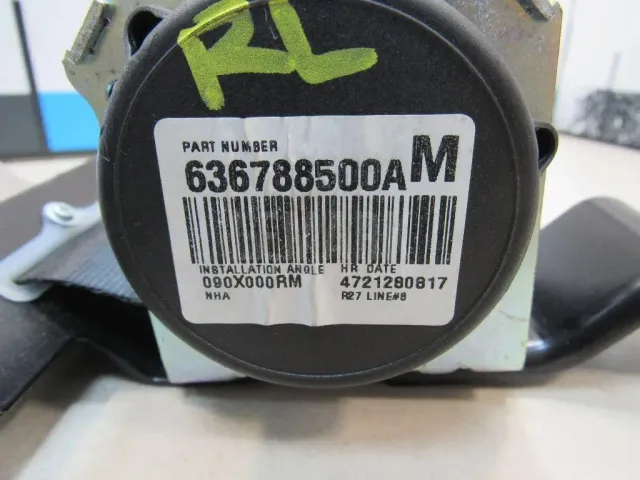 RL
PART NUMBER
636788500A M
INSTALLATION ANGLE HR DATE
090X000RM 4721280817
NHA R27 LINE#8